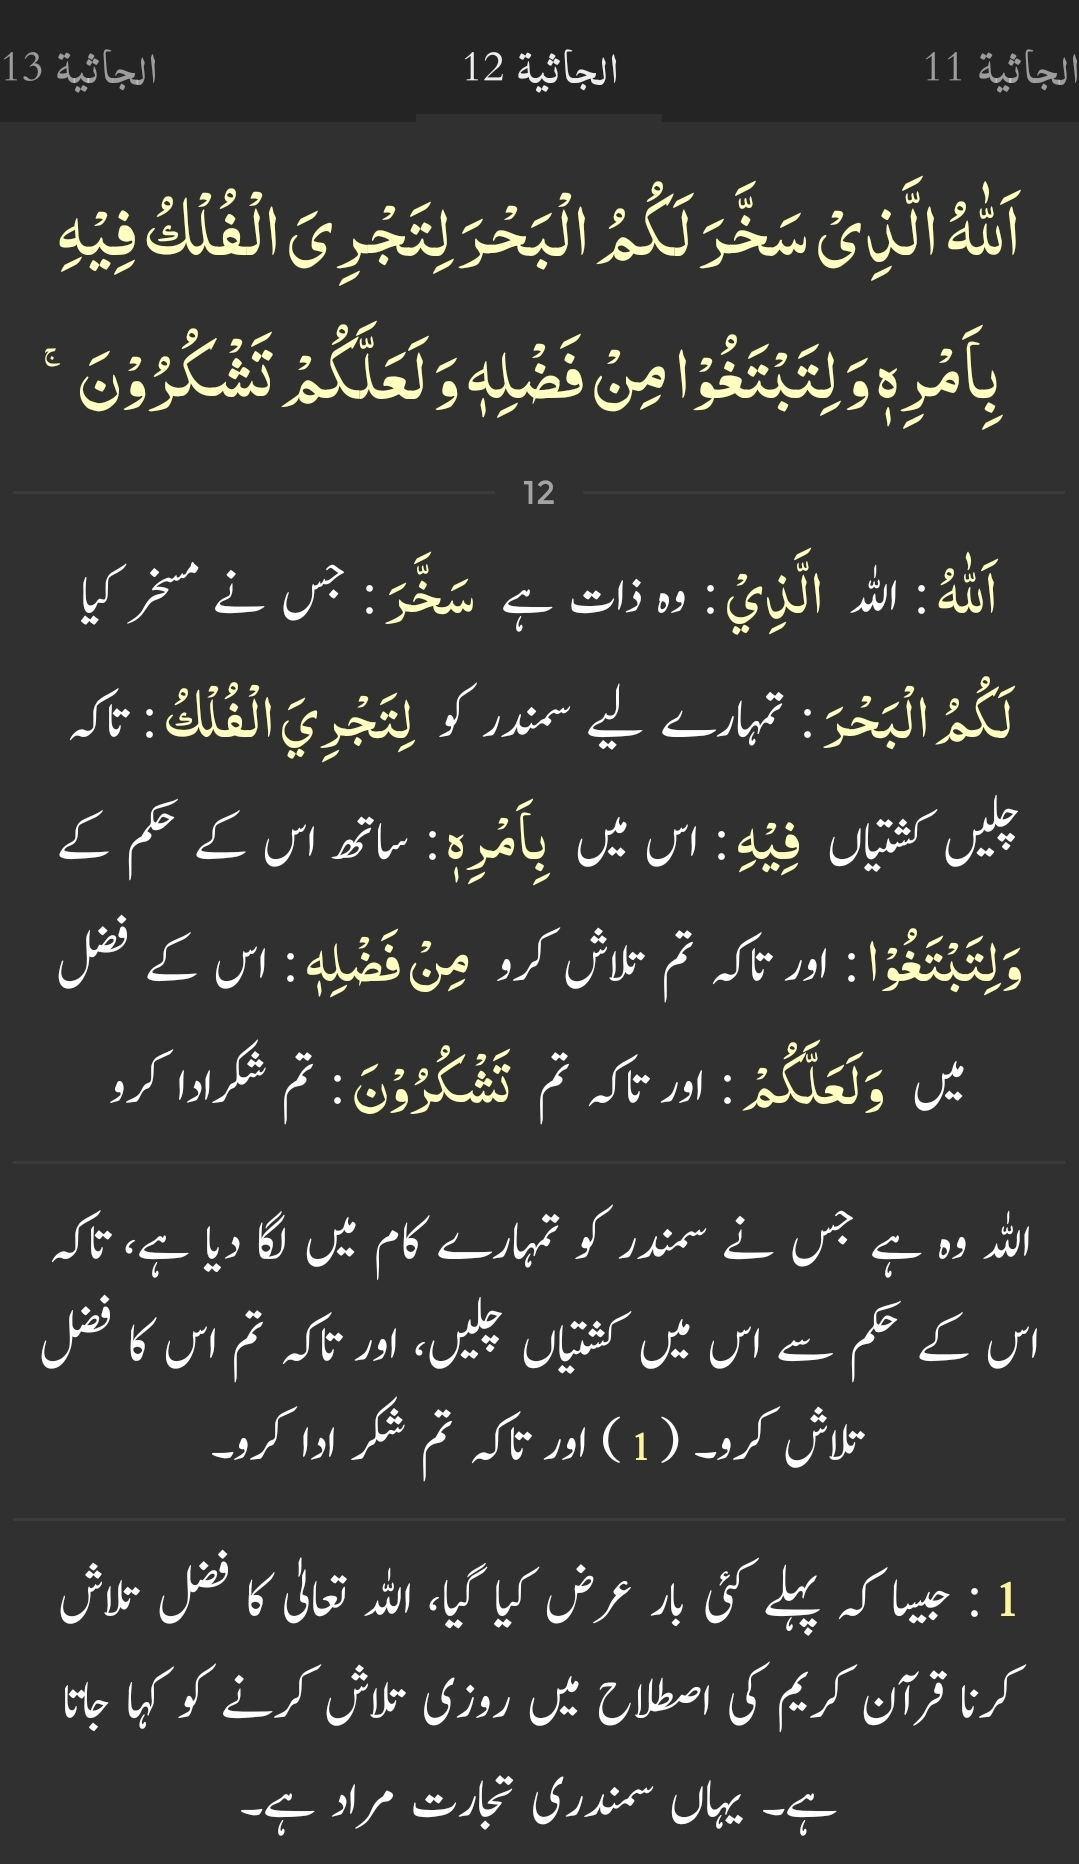 الجاثية 11 الجاثية 12 الجاثية 13
اَللّٰهُ الَّذِىْ سَخَّرَ لَكُمُ الْبَحْرَ لِتَجْرِىَ الْفُلْكُ فِيْهِ
بِاَمْرِهٖ وَلِتَبْتَغُوْا مِنْ فَضْلِهٖ وَلَعَلَّكُمْ تَشْكُرُوْنَ ۚ
12
اَللّٰهُ : اللہ الَّذِيْ : وہ ذات ہے سَخَّرَ : جس نے مسخر کیا
لَكُمُ الْبَحْرَ : تمہارے لیے سمندر کو لِتَجْرِيَ الْفُلْكُ : تاکہ
چلیں کشتیاں فِيْهِ : اس میں بِاَمْرِهٖ : ساتھ اس کے حکم کے
وَلِتَبْتَغُوْا : اور تاکہ تم تلاش کرو مِنْ فَضْلِهٖ : اس کے فضل
میں وَلَعَلَّكُمْ : اور تاکہ تم تَشْكُرُوْنَ : تم شکرادا کرو
اللہ وہ ہے جس نے سمندر کو تمہارے کام میں لگا دیا ہے، تاکہ
اس کے حکم سے اس میں کشتیاں چلیں، اور تاکہ تم اس کا فضل
تلاش کرو۔ (1) اور تاکہ تم شکر ادا کرو۔
1 : جیسا کہ پہلے کئی بار عرض کیا گیا، اللہ تعالیٰ کا فضل تلاش
کرنا قرآن کریم کی اصطلاح میں روزی تلاش کرنے کو کہا جاتا
ہے۔ یہاں سمندری تجارت مراد ہے۔